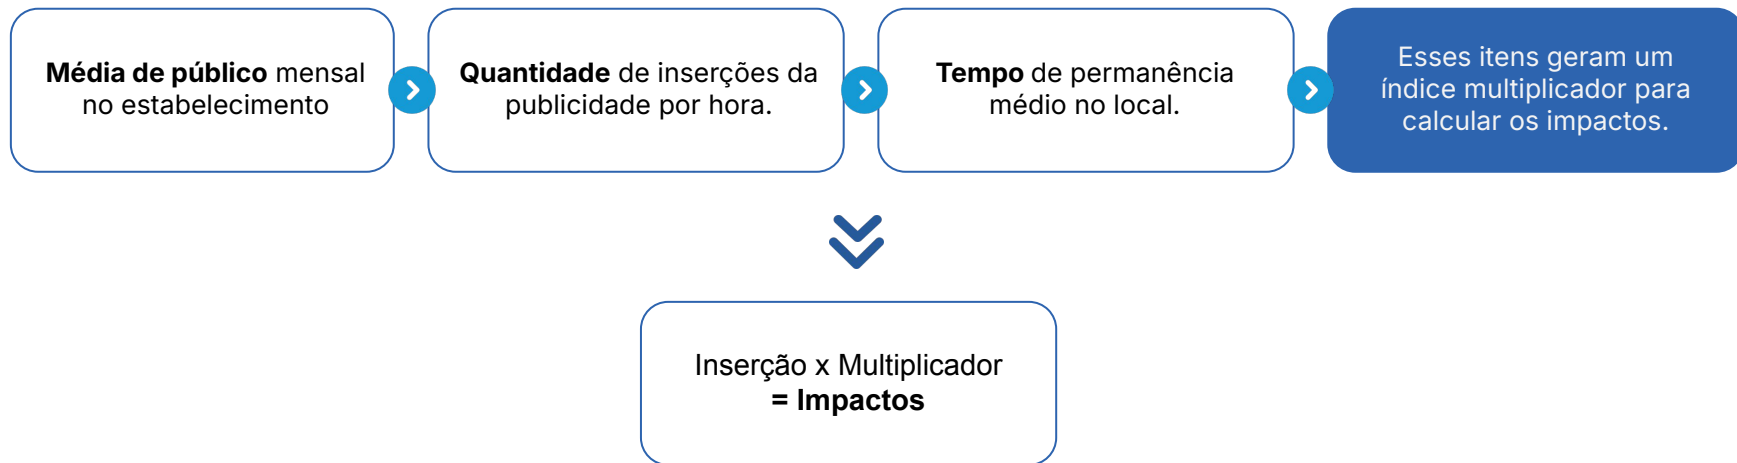 Média de público mensal
no estabelecimento
Quantidade de inserções da
publicidade por hora.
Tempo de permanência
médio no local.
Esses itens geram um
índice multiplicador para
calcular os impactos.
Inserção x Multiplicador
= Impactos